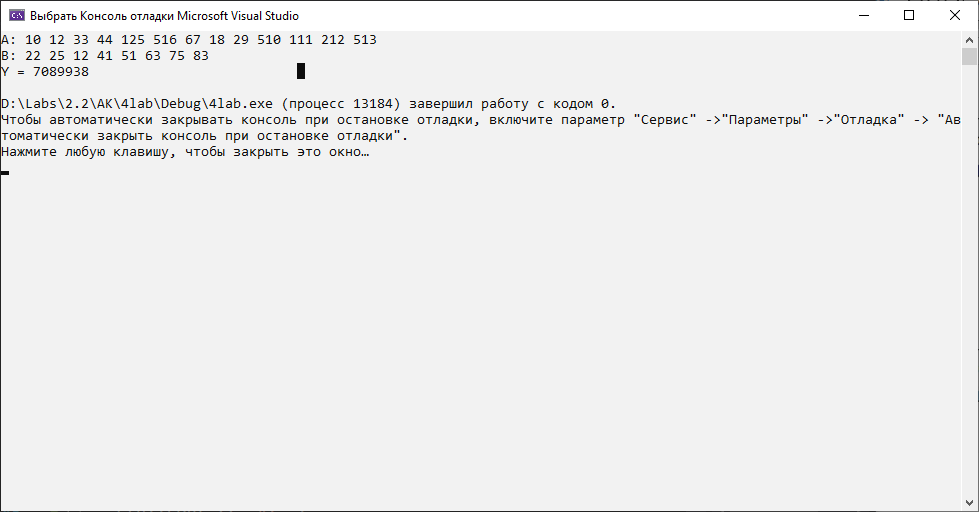 Выбрать Консоль отладки Microsoft Visual Studio
A: 10 12 33 44 125 516 67 18 29 510 111 212 513
B: 22 25 12 41 51 63 75 83
Y = 7089938
D:\Labs\2.2\AK\4lab\Debug\4lab.exe (процесс 13184) завершил работу с кодом 0.
Чтобы автоматически закрывать консоль при остановке отладки, включите параметр "Сервис" ->"Параметры" ->"Отладка" -> "Ав
томатически закрыть консоль при остановке отладки".
Нажмите любую клавишу, чтобы закрыть это окно…